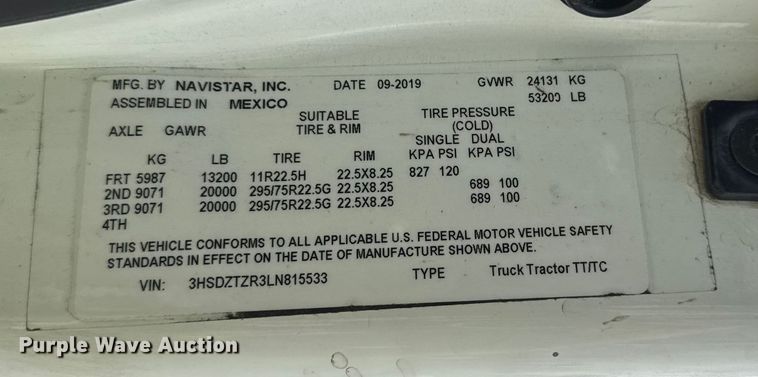 MFG. BY NAVISTAR, INC. DATE 09-2019 GVWR 24131 KG
ASSEMBLED IN MEXICO 53200 LB
SUITABLE TIRE PRESSURE
AXLE GAWR TIRE & RIM (COLD)
SINGLE DUAL
KG LB TIRE RIM KPA PSI KPA PSI
FRT 5987 13200 11R22.5H 22.5X8.25 827 120
2ND 9071 20000 295/75R22.5G 22.5X8.25 689 100
3RD 9071 20000 295/75R22.5G 22.5X8.25 689 100
4TH
THIS VEHICLE CONFORMS TO ALL APPLICABLE U.S. FEDERAL MOTOR VEHICLE SAFETY
STANDARDS IN EFFECT ON THE DATE OF MANUFACTURE SHOWN ABOVE.
VIN: 3HSDZTZR3LN815533 TYPE Truck Tractor TT/TC
Purple Wave Auction